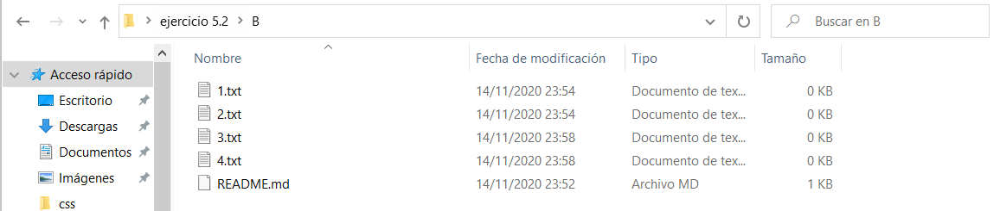 ejercicio 5.2 > B
Buscar en B
Nombre Fecha de modificación Tipo Tamaño
Acceso rápido
Escritorio
Descargas
Documentos
Imágenes
css
1.txt 14/11/2020 23:54 Documento de tex... 0 KB
2.txt 14/11/2020 23:54 Documento de tex... 0 KB
3.txt 14/11/2020 23:58 Documento de tex... 0 KB
4.txt 14/11/2020 23:58 Documento de tex... 0 KB
README.md 14/11/2020 23:52 Archivo MD 1 KB